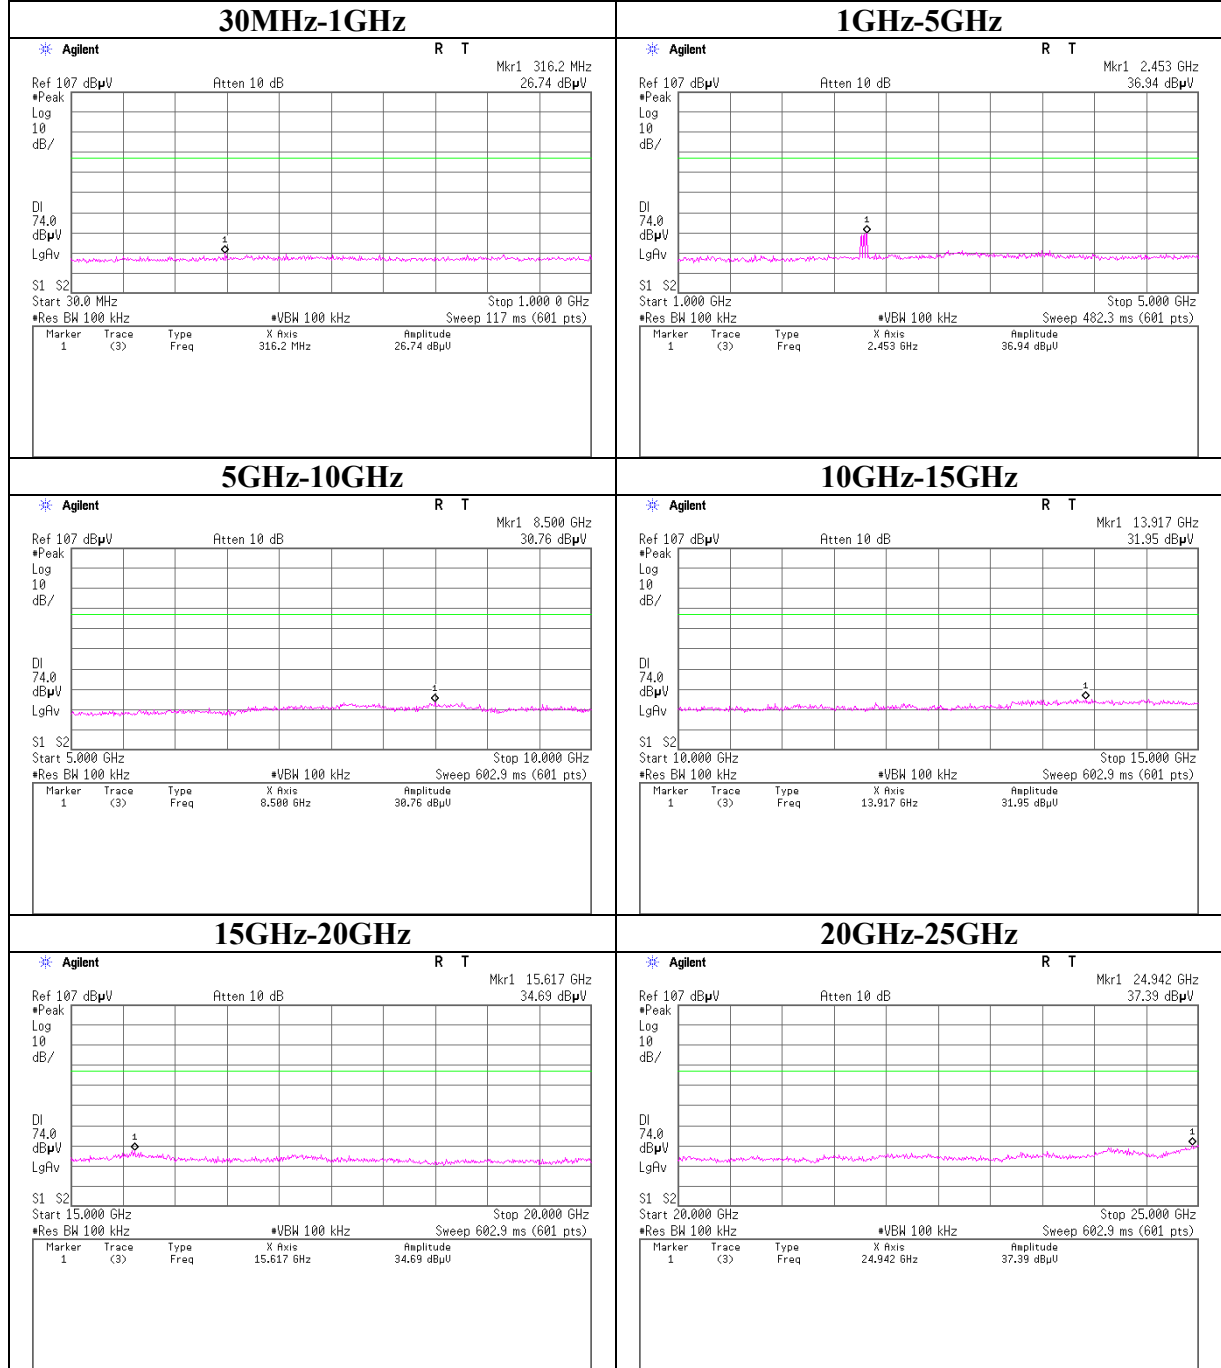 30MHz-1GHz
Agilent R T
Mkr1 316.2 MHz
Ref 107 dBµV Atten 10 dB 26.74 dBµV
#Peak
Log
10
dB/
1
DI
74.0
dBµV
LgAv
S1 S2
Start 30.0 MHz Stop 1.000 0 GHz
#Res BW 100 kHz #VBW 100 kHz Sweep 117 ms (601 pts)
Marker Trace Type X Axis Amplitude
1 (3) Freq 316.2 MHz 26.74 dBµV
1GHz-5GHz
Agilent R T
Mkr1 2.453 GHz
Ref 107 dBµV Atten 10 dB 36.94 dBµV
#Peak
Log
10
dB/
1
DI
74.0
dBµV
LgAv
S1 S2
Start 1.000 GHz Stop 5.000 GHz
#Res BW 100 kHz #VBW 100 kHz Sweep 482.3 ms (601 pts)
Marker Trace Type X Axis Amplitude
1 (3) Freq 2.453 GHz 36.94 dBµV
5GHz-10GHz
Agilent R T
Mkr1 8.500 GHz
Ref 107 dBµV Atten 10 dB 30.76 dBµV
#Peak
Log
10
dB/
1
DI
74.0
dBµV
LgAv
S1 S2
Start 5.000 GHz Stop 10.000 GHz
#Res BW 100 kHz #VBW 100 kHz Sweep 602.9 ms (601 pts)
Marker Trace Type X Axis Amplitude
1 (3) Freq 8.500 GHz 30.76 dBµV
10GHz-15GHz
Agilent R T
Mkr1 13.917 GHz
Ref 107 dBµV Atten 10 dB 31.95 dBµV
#Peak
Log
10
dB/
1
DI
74.0
dBµV
LgAv
S1 S2
Start 10.000 GHz Stop 15.000 GHz
#Res BW 100 kHz #VBW 100 kHz Sweep 602.9 ms (601 pts)
Marker Trace Type X Axis Amplitude
1 (3) Freq 13.917 GHz 31.95 dBµV
15GHz-20GHz
Agilent R T
Mkr1 15.617 GHz
Ref 107 dBµV Atten 10 dB 34.69 dBµV
#Peak
Log
10
dB/
1
DI
74.0
dBµV
LgAv
S1 S2
Start 15.000 GHz Stop 20.000 GHz
#Res BW 100 kHz #VBW 100 kHz Sweep 602.9 ms (601 pts)
Marker Trace Type X Axis Amplitude
1 (3) Freq 15.617 GHz 34.69 dBµV
20GHz-25GHz
Agilent R T
Mkr1 24.942 GHz
Ref 107 dBµV Atten 10 dB 37.39 dBµV
#Peak
Log
10
dB/
1
DI
74.0
dBµV
LgAv
S1 S2
Start 20.000 GHz Stop 25.000 GHz
#Res BW 100 kHz #VBW 100 kHz Sweep 602.9 ms (601 pts)
Marker Trace Type X Axis Amplitude
1 (3) Freq 24.942 GHz 37.39 dBµV